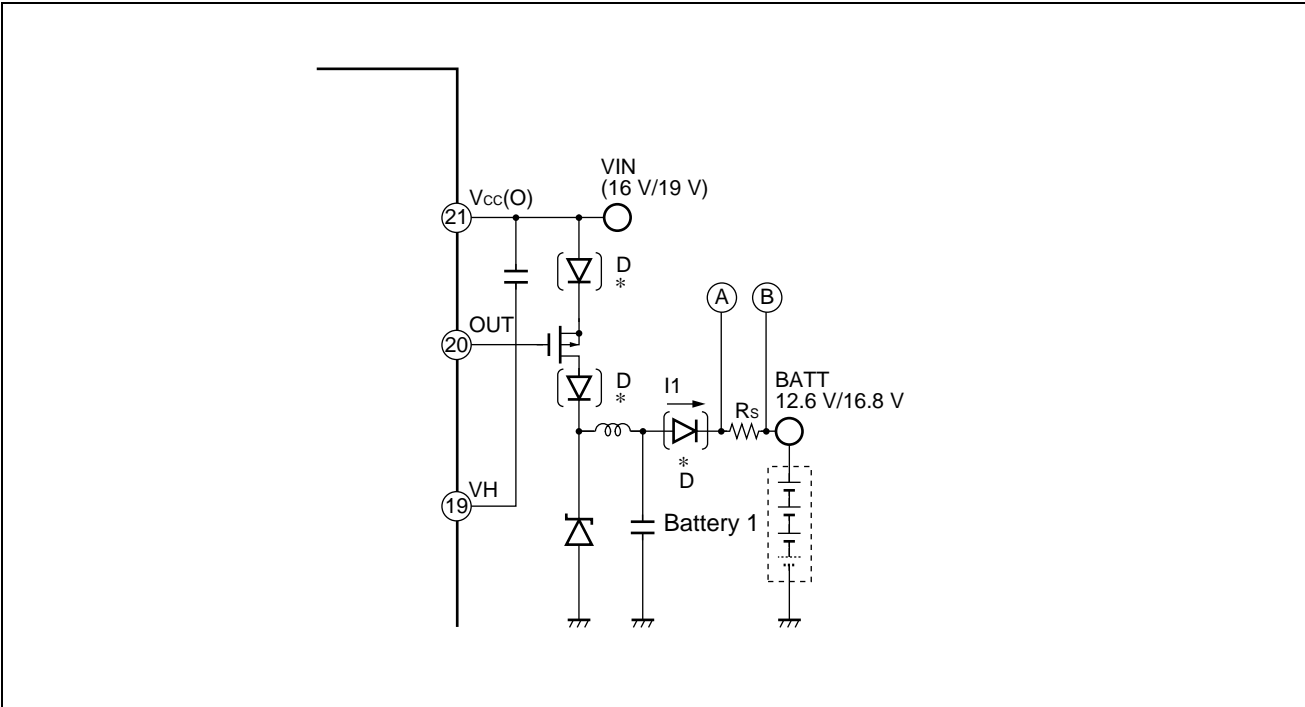 VIN
(16 V/19 V)
21
VCC(O)
D
*
A
B
20
OUT
D
*
I1
RS
BATT
12.6 V/16.8 V
*
D
19
VH
Battery 1